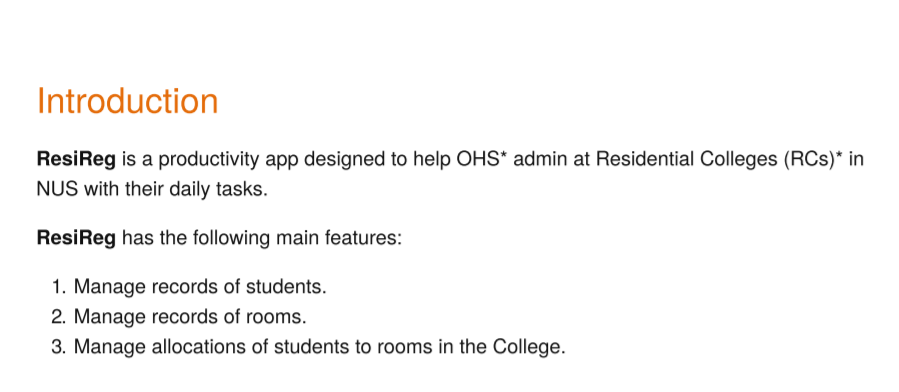 Introduction
ResiReg is a productivity app designed to help OHS* admin at Residential Colleges (RCs)* in
NUS with their daily tasks.
ResiReg has the following main features:
1. Manage records of students.
2. Manage records of rooms.
3. Manage allocations of students to rooms in the College.